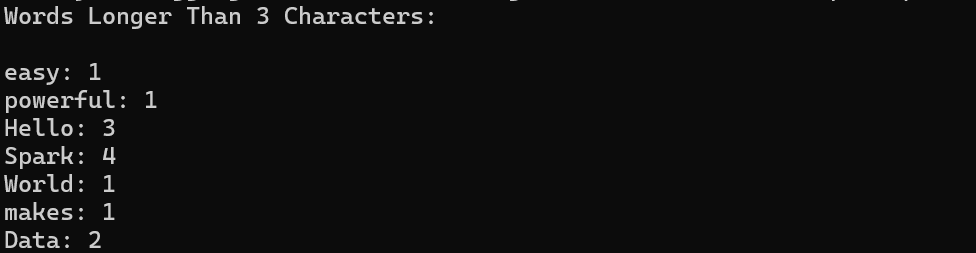 Words Longer Than 3 Characters:
easy: 1
powerful: 1
Hello: 3
Spark: 4
World: 1
makes: 1
Data: 2